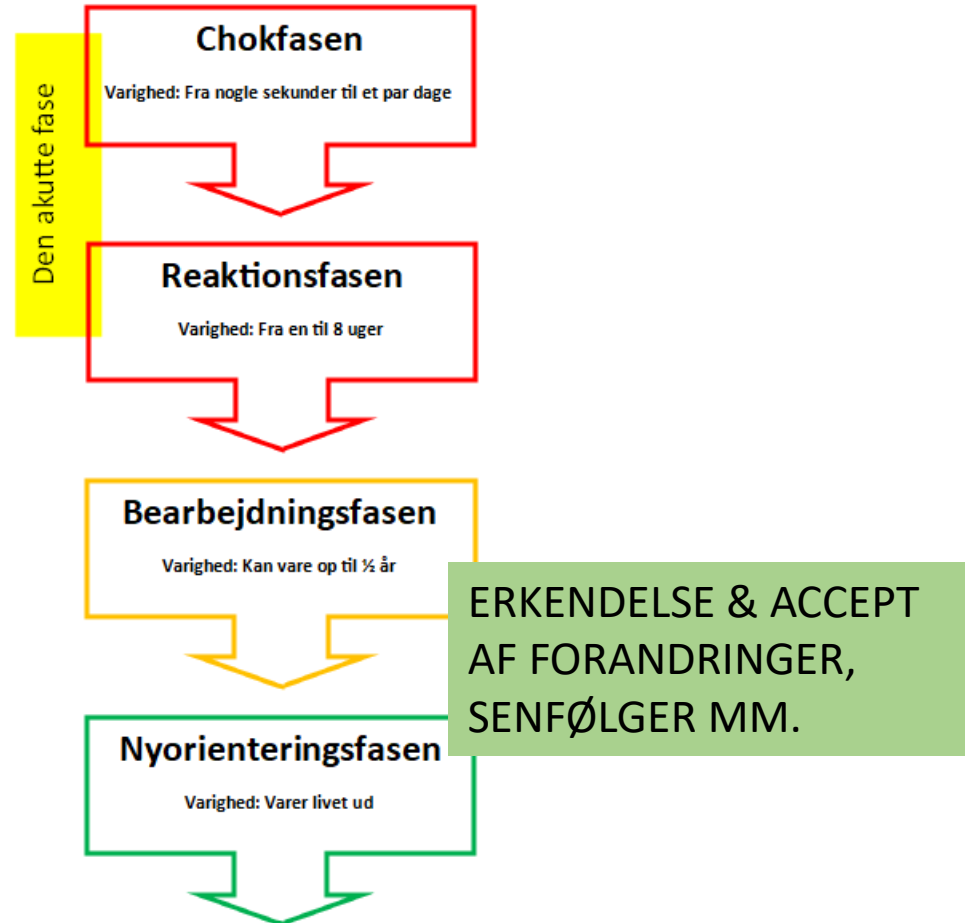 Den akutte fase
Chokfasen
Varighed: Fra nogle sekunder til et par dage
Reaktionsfasen
Varighed: Fra en til 8 uger
Bearbejdningsfasen
Varighed: Kan vare op til ½ år
ERKENDELSE & ACCEPT
AF FORANDRINGER,
SENFØLGER MM.
Nyorienteringsfasen
Varighed: Varer livet ud